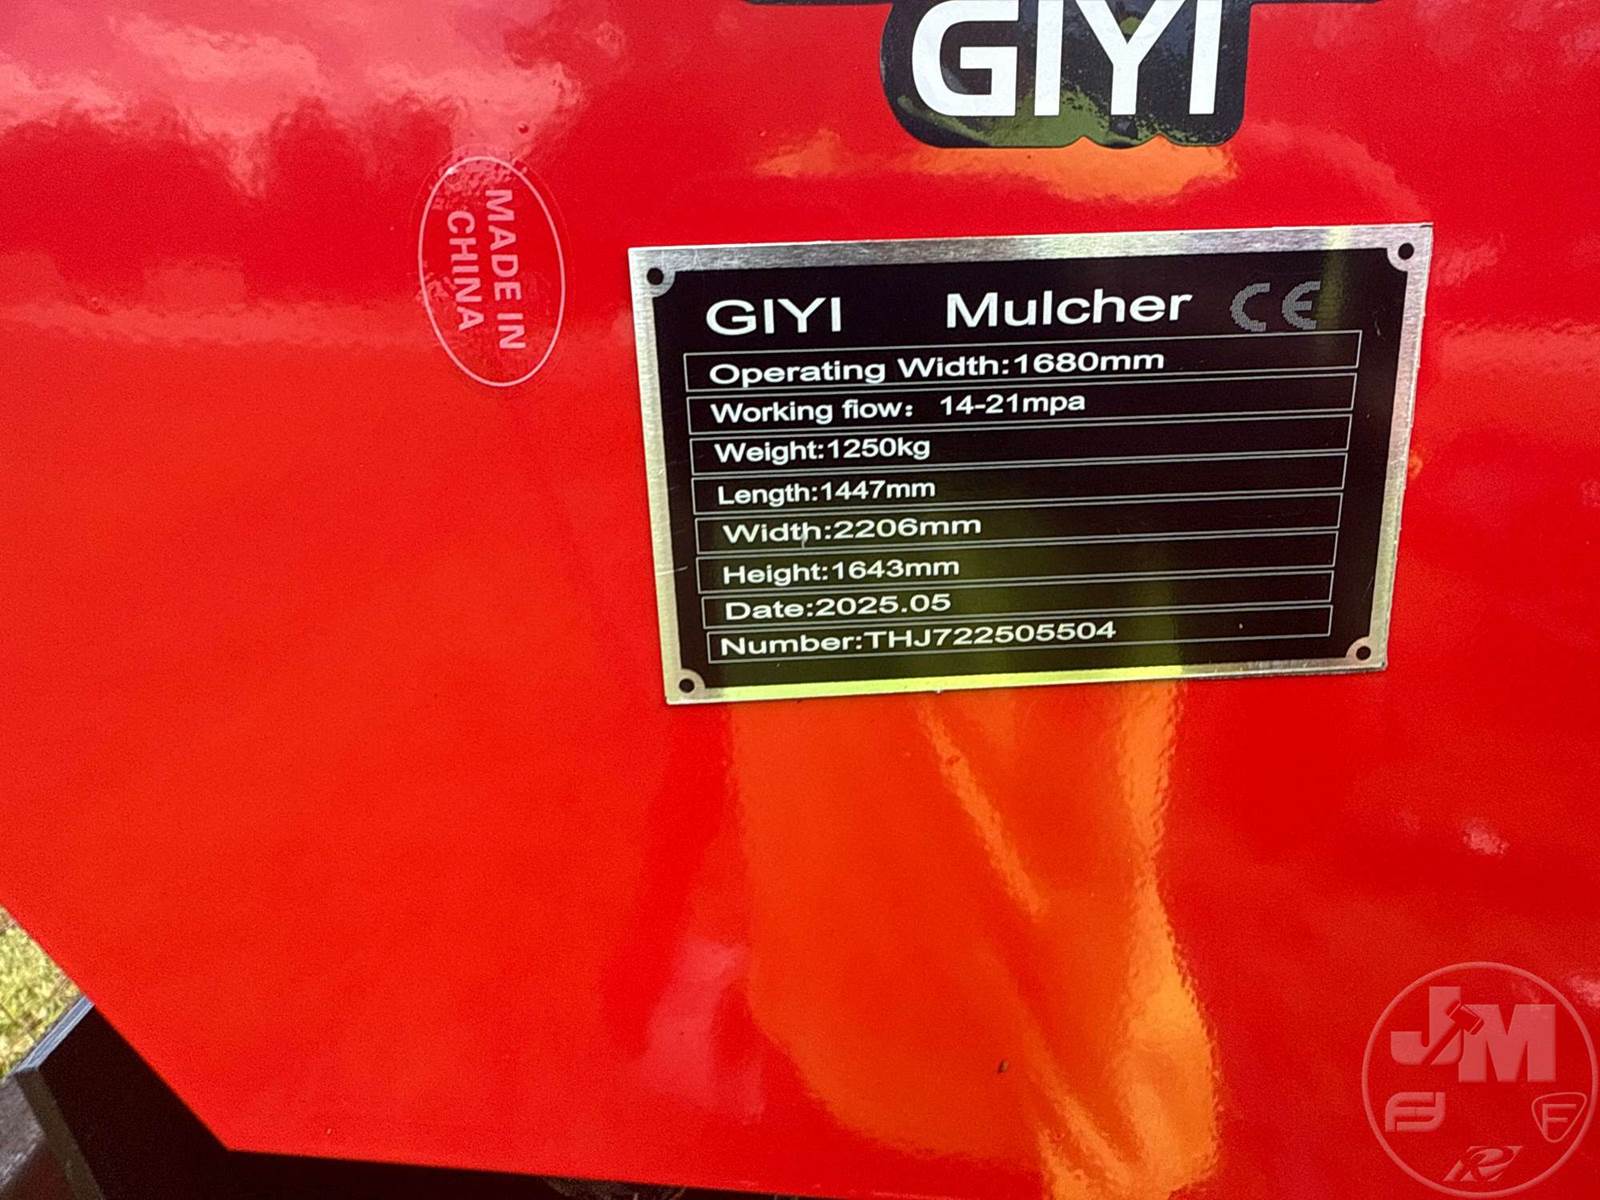 GIYI
MADE IN
CHINA
GIYI Mulcher CE
Operating Width:1680mm
Working fiow: 14-21mpa
Weight:1250kg
Length:1447mm
Width:2206mm
Height:1643mm
Date:2025.05
Number:THJ722505504
JM